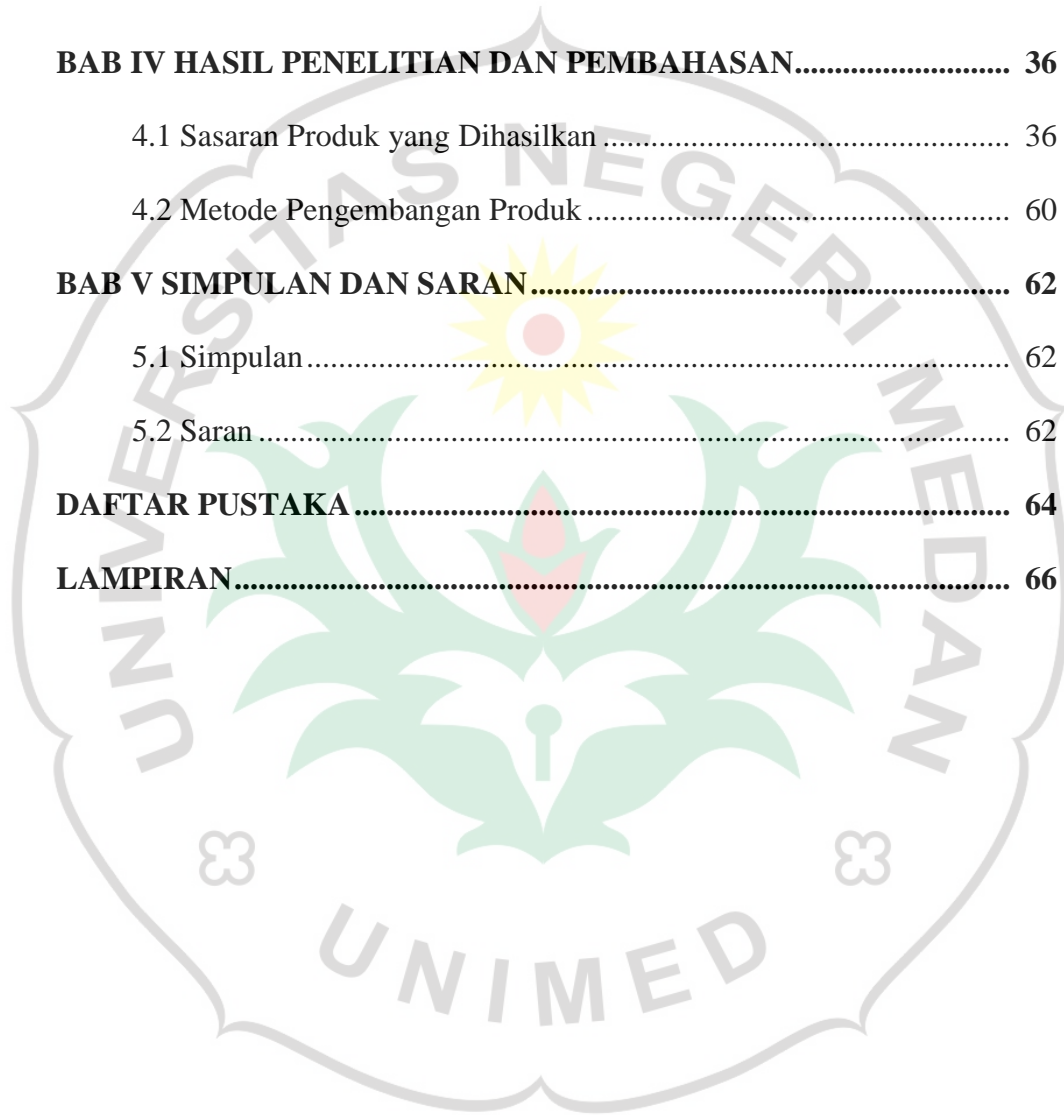 BAB IV HASIL PENELITIAN DAN PEMBAHASAN.......................... 36
4.1 Sasaran Produk yang Dihasilkan .................................................. 36
4.2 Metode Pengembangan Produk .................................................... 60
BAB V SIMPULAN DAN SARAN.......................................................... 62
5.1 Simpulan...................................................................................... 62
5.2 Saran ............................................................................................ 62
DAFTAR PUSTAKA ............................................................................... 64
LAMPIRAN.............................................................................................. 66
UNIVERSITAS NEGERI MEDAN
UNIMED